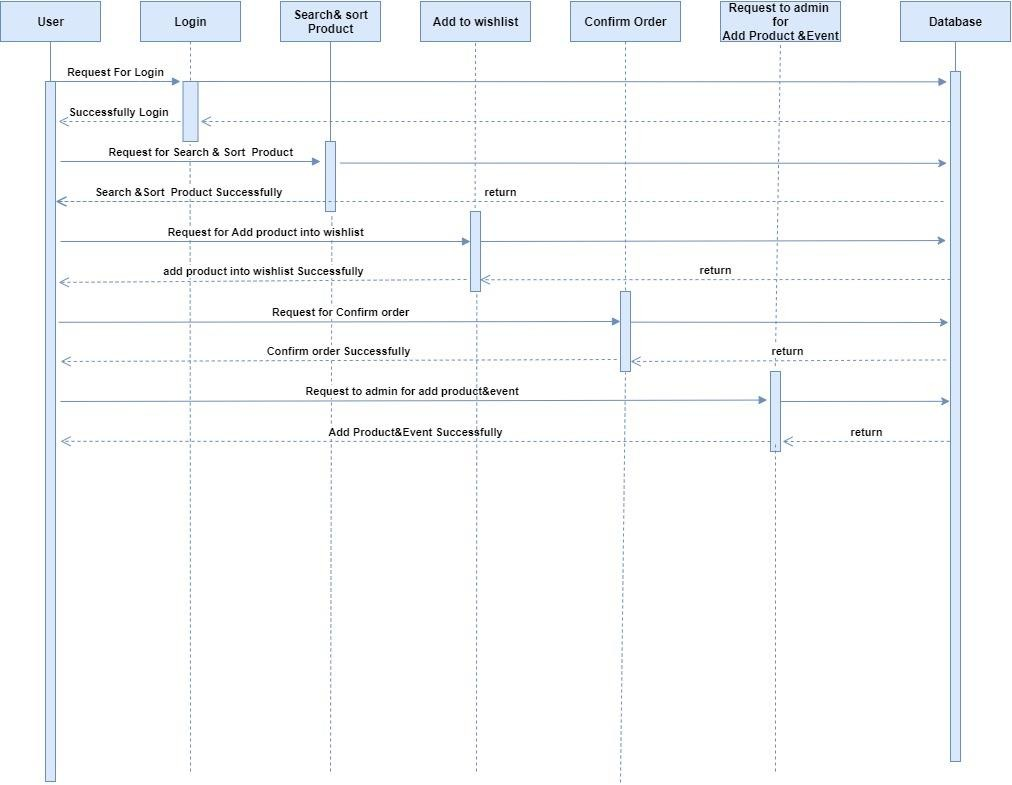 User
Login
Search& sort
Product
Add to wishlist
Confirm Order
Request to admin
for
Add Product &Event
Database
Request For Login
Successfully Login
Request for Search & Sort Product
Search &Sort Product Successfully
return
Request for Add product into wishlist
add product into wishlist Successfully
return
Request for Confirm order
Confirm order Successfully
return
Request to admin for add product&event
Add Product&Event Successfully
return